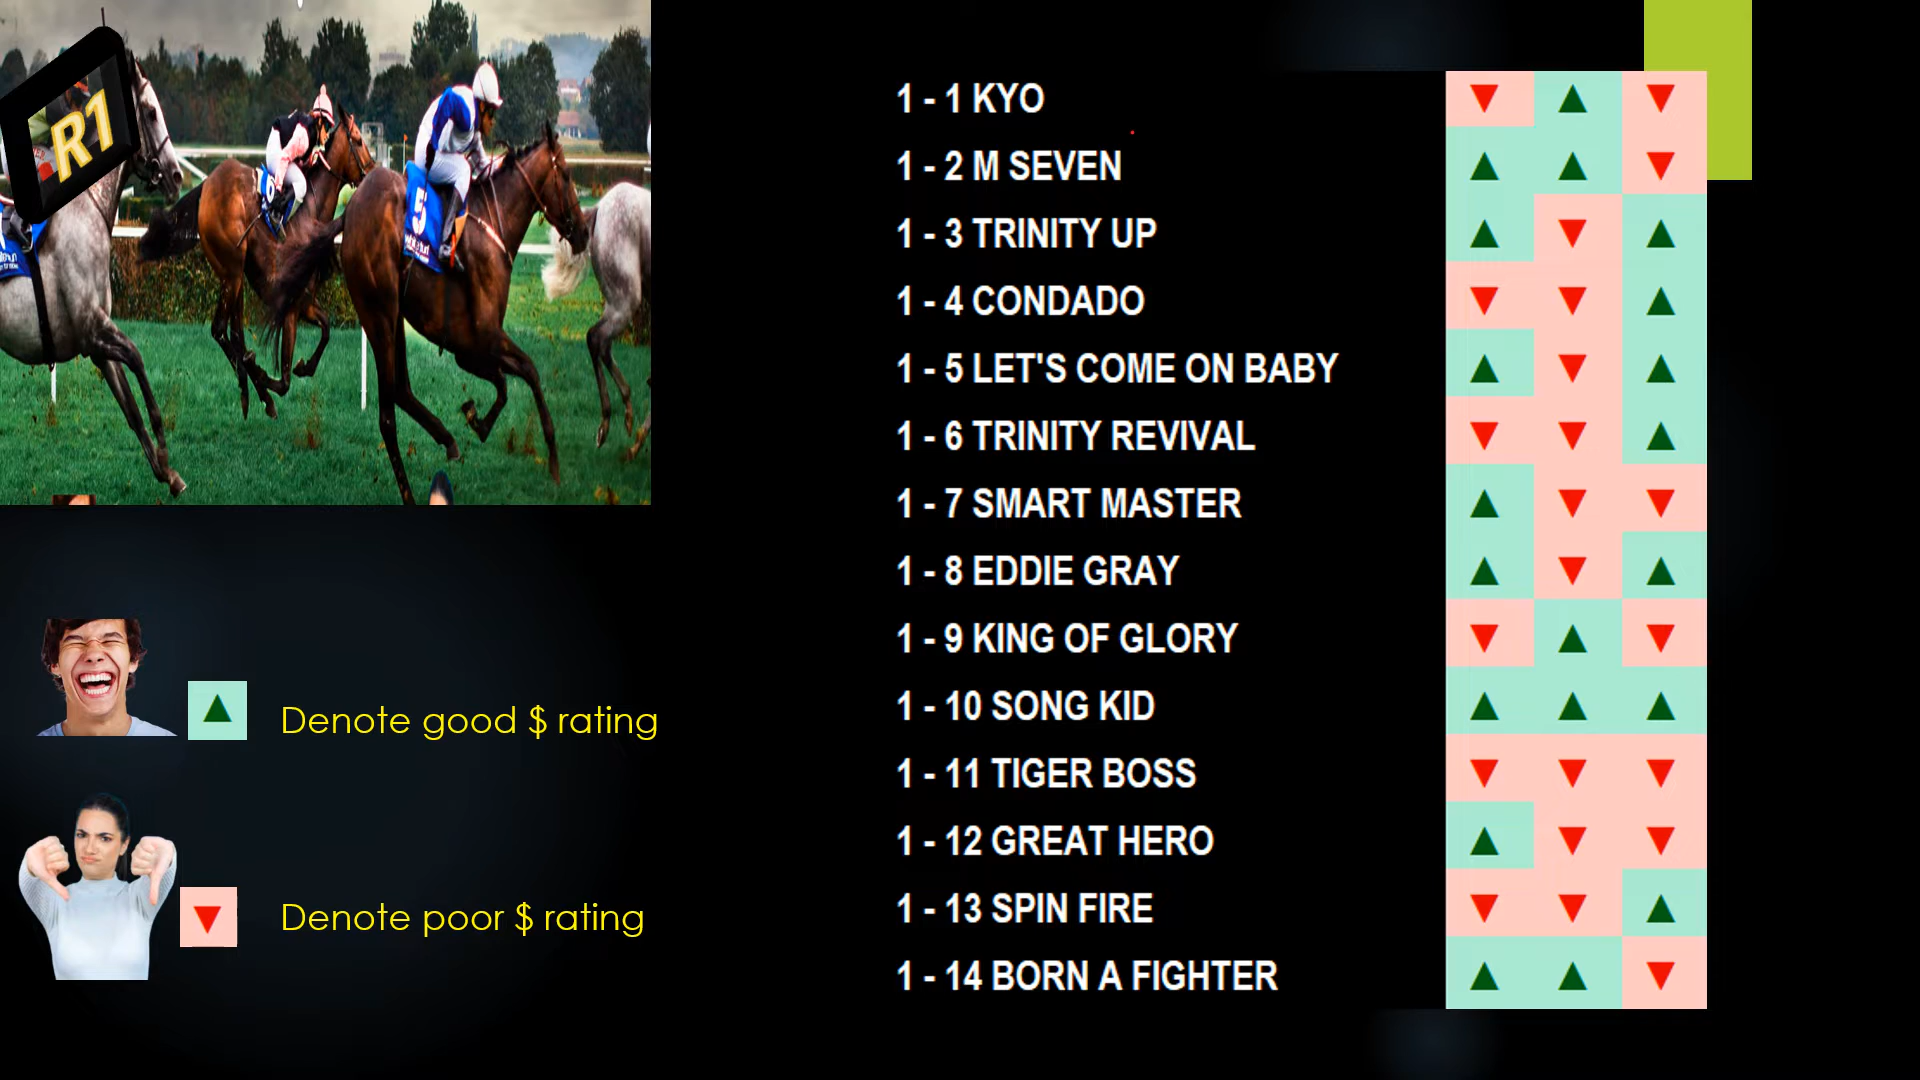 R1
5
1 - 1 KYO
1 - 2 M SEVEN
1 - 3 TRINITY UP
1 - 4 CONDADO
1 - 5 LET'S COME ON BABY
1 - 6 TRINITY REVIVAL
1 - 7 SMART MASTER
1 - 8 EDDIE GRAY
1 - 9 KING OF GLORY
1 - 10 SONG KID
1 - 11 TIGER BOSS
1 - 12 GREAT HERO
1 - 13 SPIN FIRE
1 - 14 BORN A FIGHTER
Denote good $ rating
Denote poor $ rating